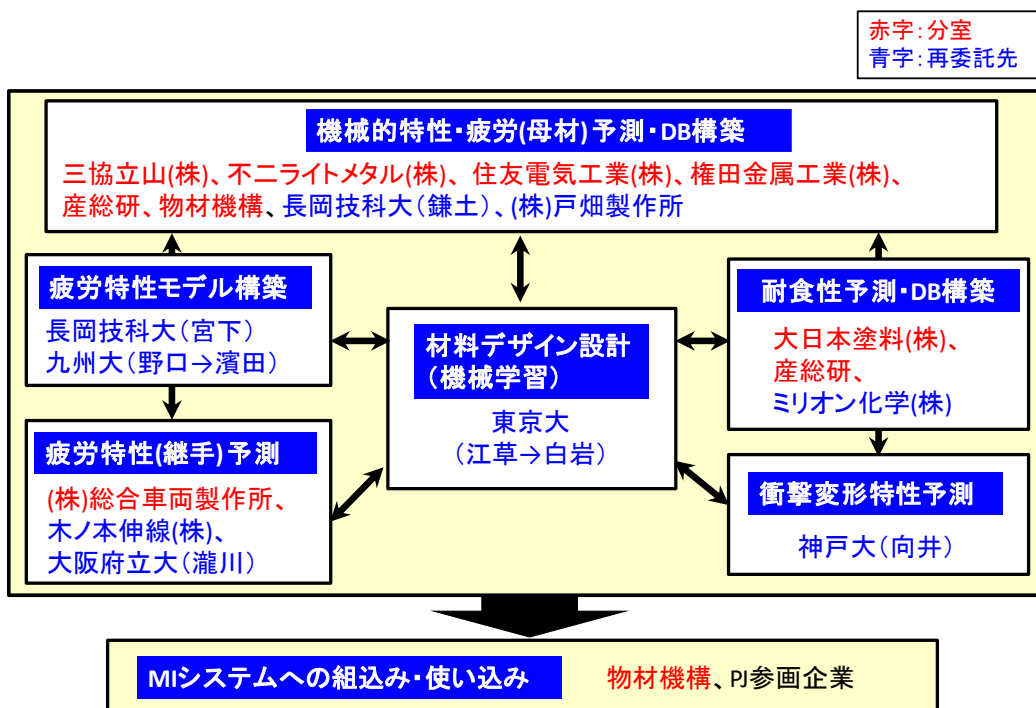 赤字：分室
青字：再委託先
機械的特性・疲労(母材)予測・DB構築
三協立山(株)、不二ライトメタル(株)、住友電気工業(株)、権田金属工業(株)、
産総研、物材機構、長岡技科大（鎌土）、(株)戸畑製作所
疲労特性モデル構築
長岡技科大（宮下）
九州大（野口→濱田）
材料デザイン設計
（機械学習）
東京大
（江草→白岩）
耐食性予測・DB構築
大日本塗料(株)、
産総研、
ミリオン化学(株)
疲労特性(継手)予測
(株)総合車両製作所、
木ノ本伸線(株)、
大阪府立大（瀧川）
衝撃変形特性予測
神戸大（向井）
MIシステムへの組込み・使い込み
物材機構、PJ参画企業